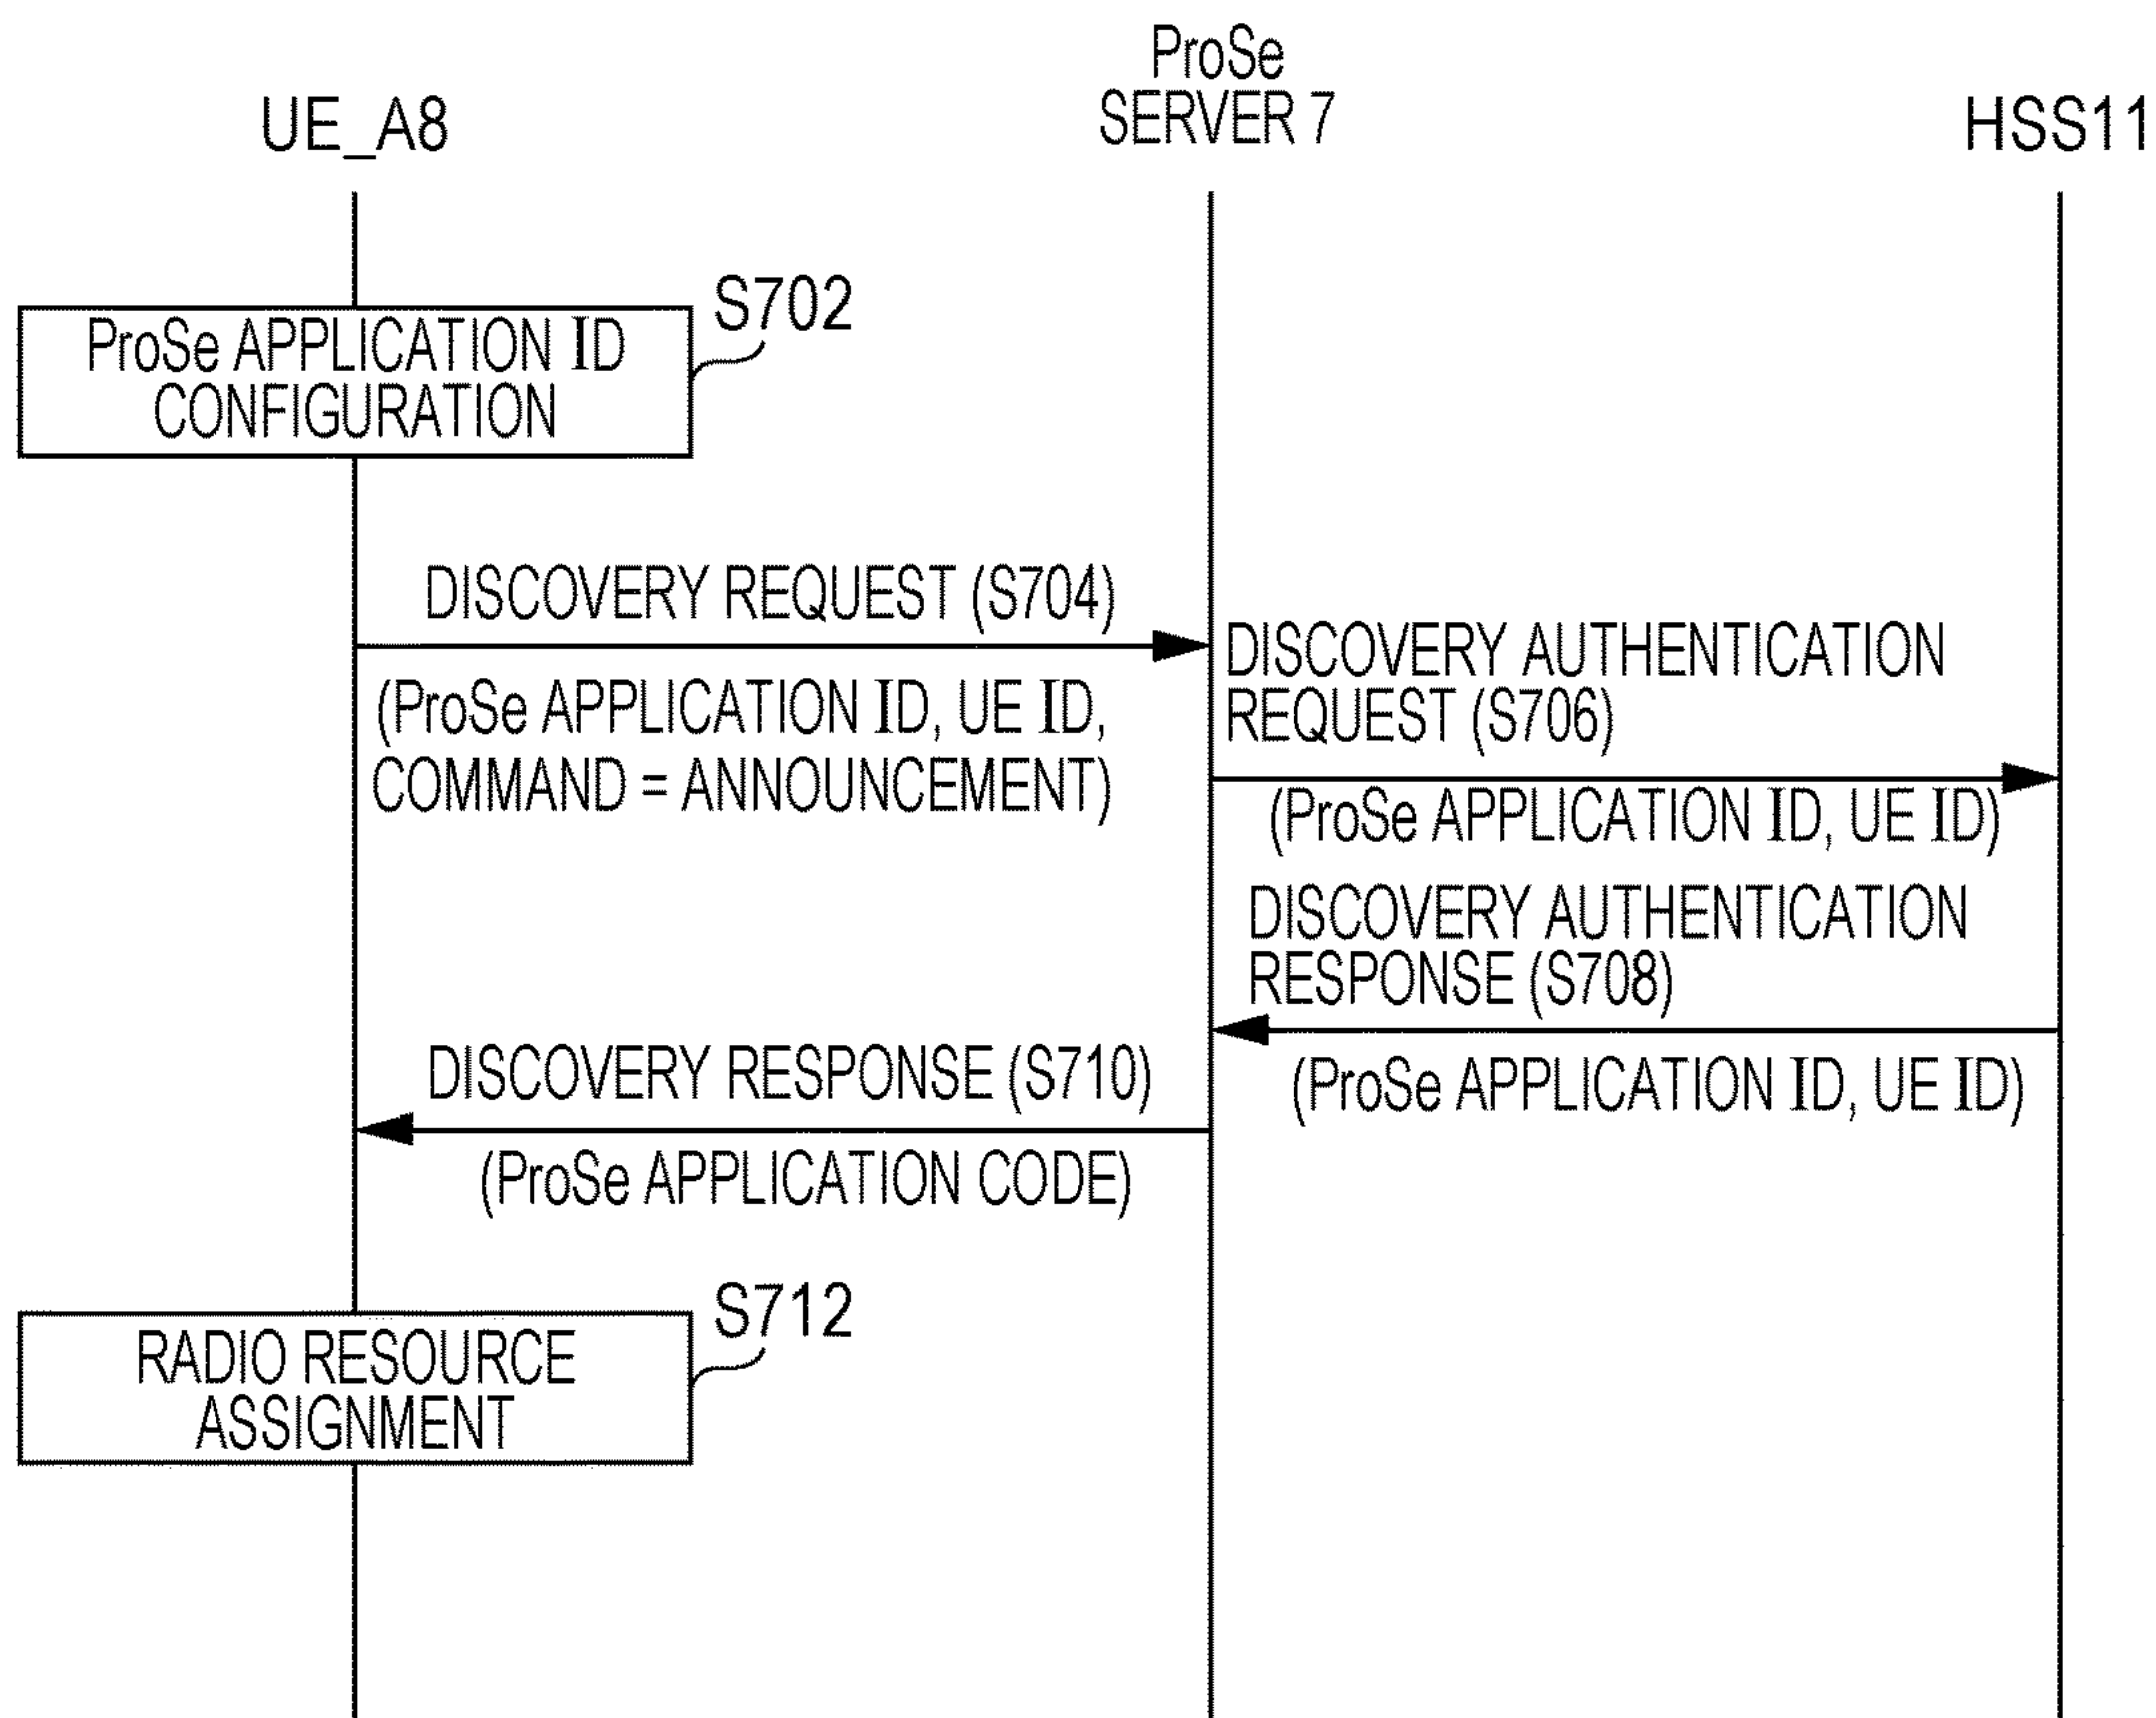 UE_A8
ProSe
SERVER 7
HSS11
S702
ProSe APPLICATION ID
CONFIGURATION
DISCOVERY REQUEST (S704)
(ProSe APPLICATION ID, UE ID,
COMMAND = ANNOUNCEMENT)
DISCOVERY AUTHENTICATION
REQUEST (S706)
(ProSe APPLICATION ID, UE ID)
DISCOVERY AUTHENTICATION
RESPONSE (S708)
(ProSe APPLICATION ID, UE ID)
DISCOVERY RESPONSE (S710)
(ProSe APPLICATION CODE)
S712
RADIO RESOURCE
ASSIGNMENT